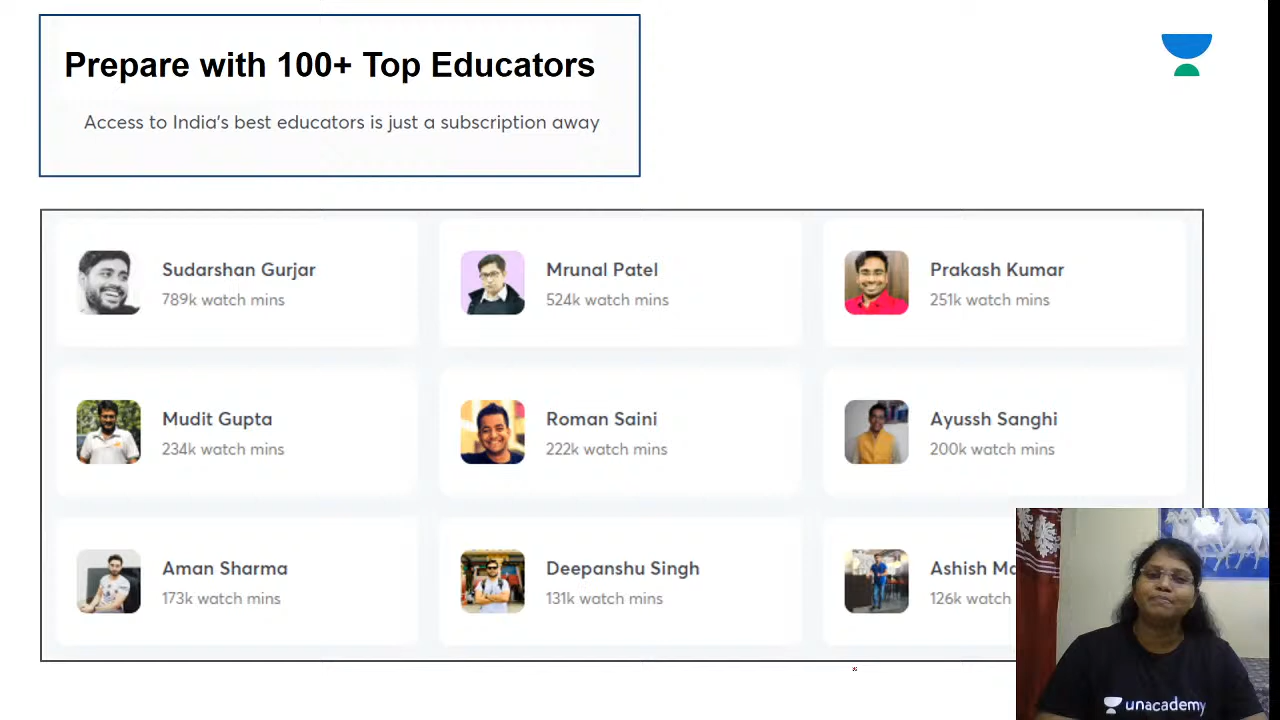 Prepare with 100+ Top Educators
Access to India's best educators is just a subscription away
Sudarshan Gurjar
789k watch mins
Mrunal Patel
524k watch mins
Prakash Kumar
251k watch mins
Mudit Gupta
234k watch mins
Roman Saini
222k watch mins
Ayussh Sanghi
200k watch mins
Aman Sharma
173k watch mins
Deepanshu Singh
131k watch mins
Ashish
126k watch
unacademy